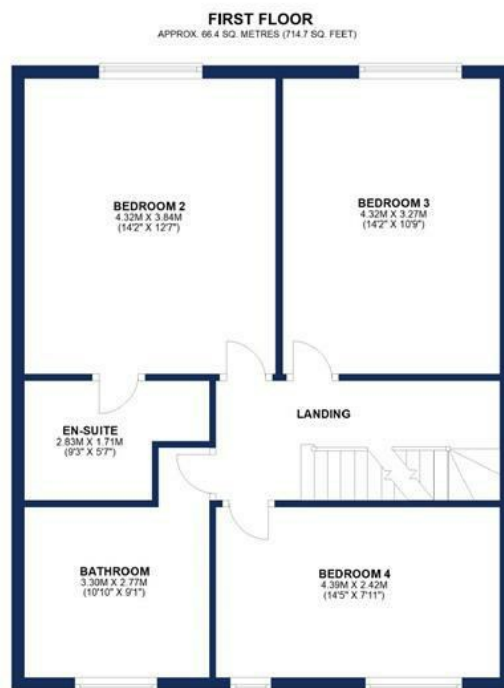 FIRST FLOOR
APPROX. 66.4 SQ. METRES (714.7 SQ. FEET)
BEDROOM 2
4.32M X 3.84M
(14'2" X 12'7")
BEDROOM 3
4.32M X 3.27M
(14'2" X 10'9")
LANDING
EN-SUITE
2.83M X 1.71M
(9'3" X 5'7")
BATHROOM
3.30M X 2.77M
(10'10" X 9'1")
BEDROOM 4
4.39M X 2.42M
(14'5" X 7'11")